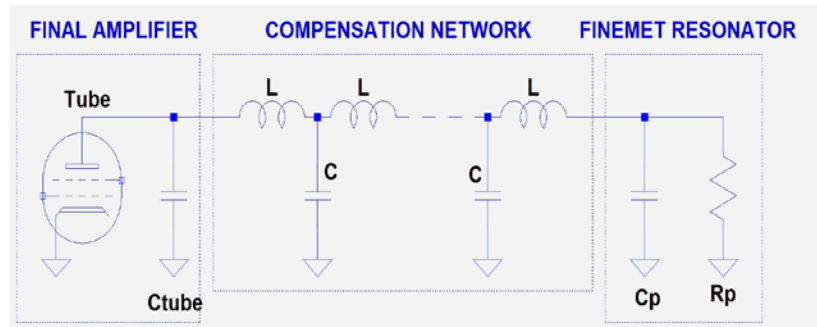 FINAL AMPLIFIER
COMPENSATION NETWORK
FINEMET RESONATOR
Tube
L
L
L
C
C
Ctube
Cp
Rp